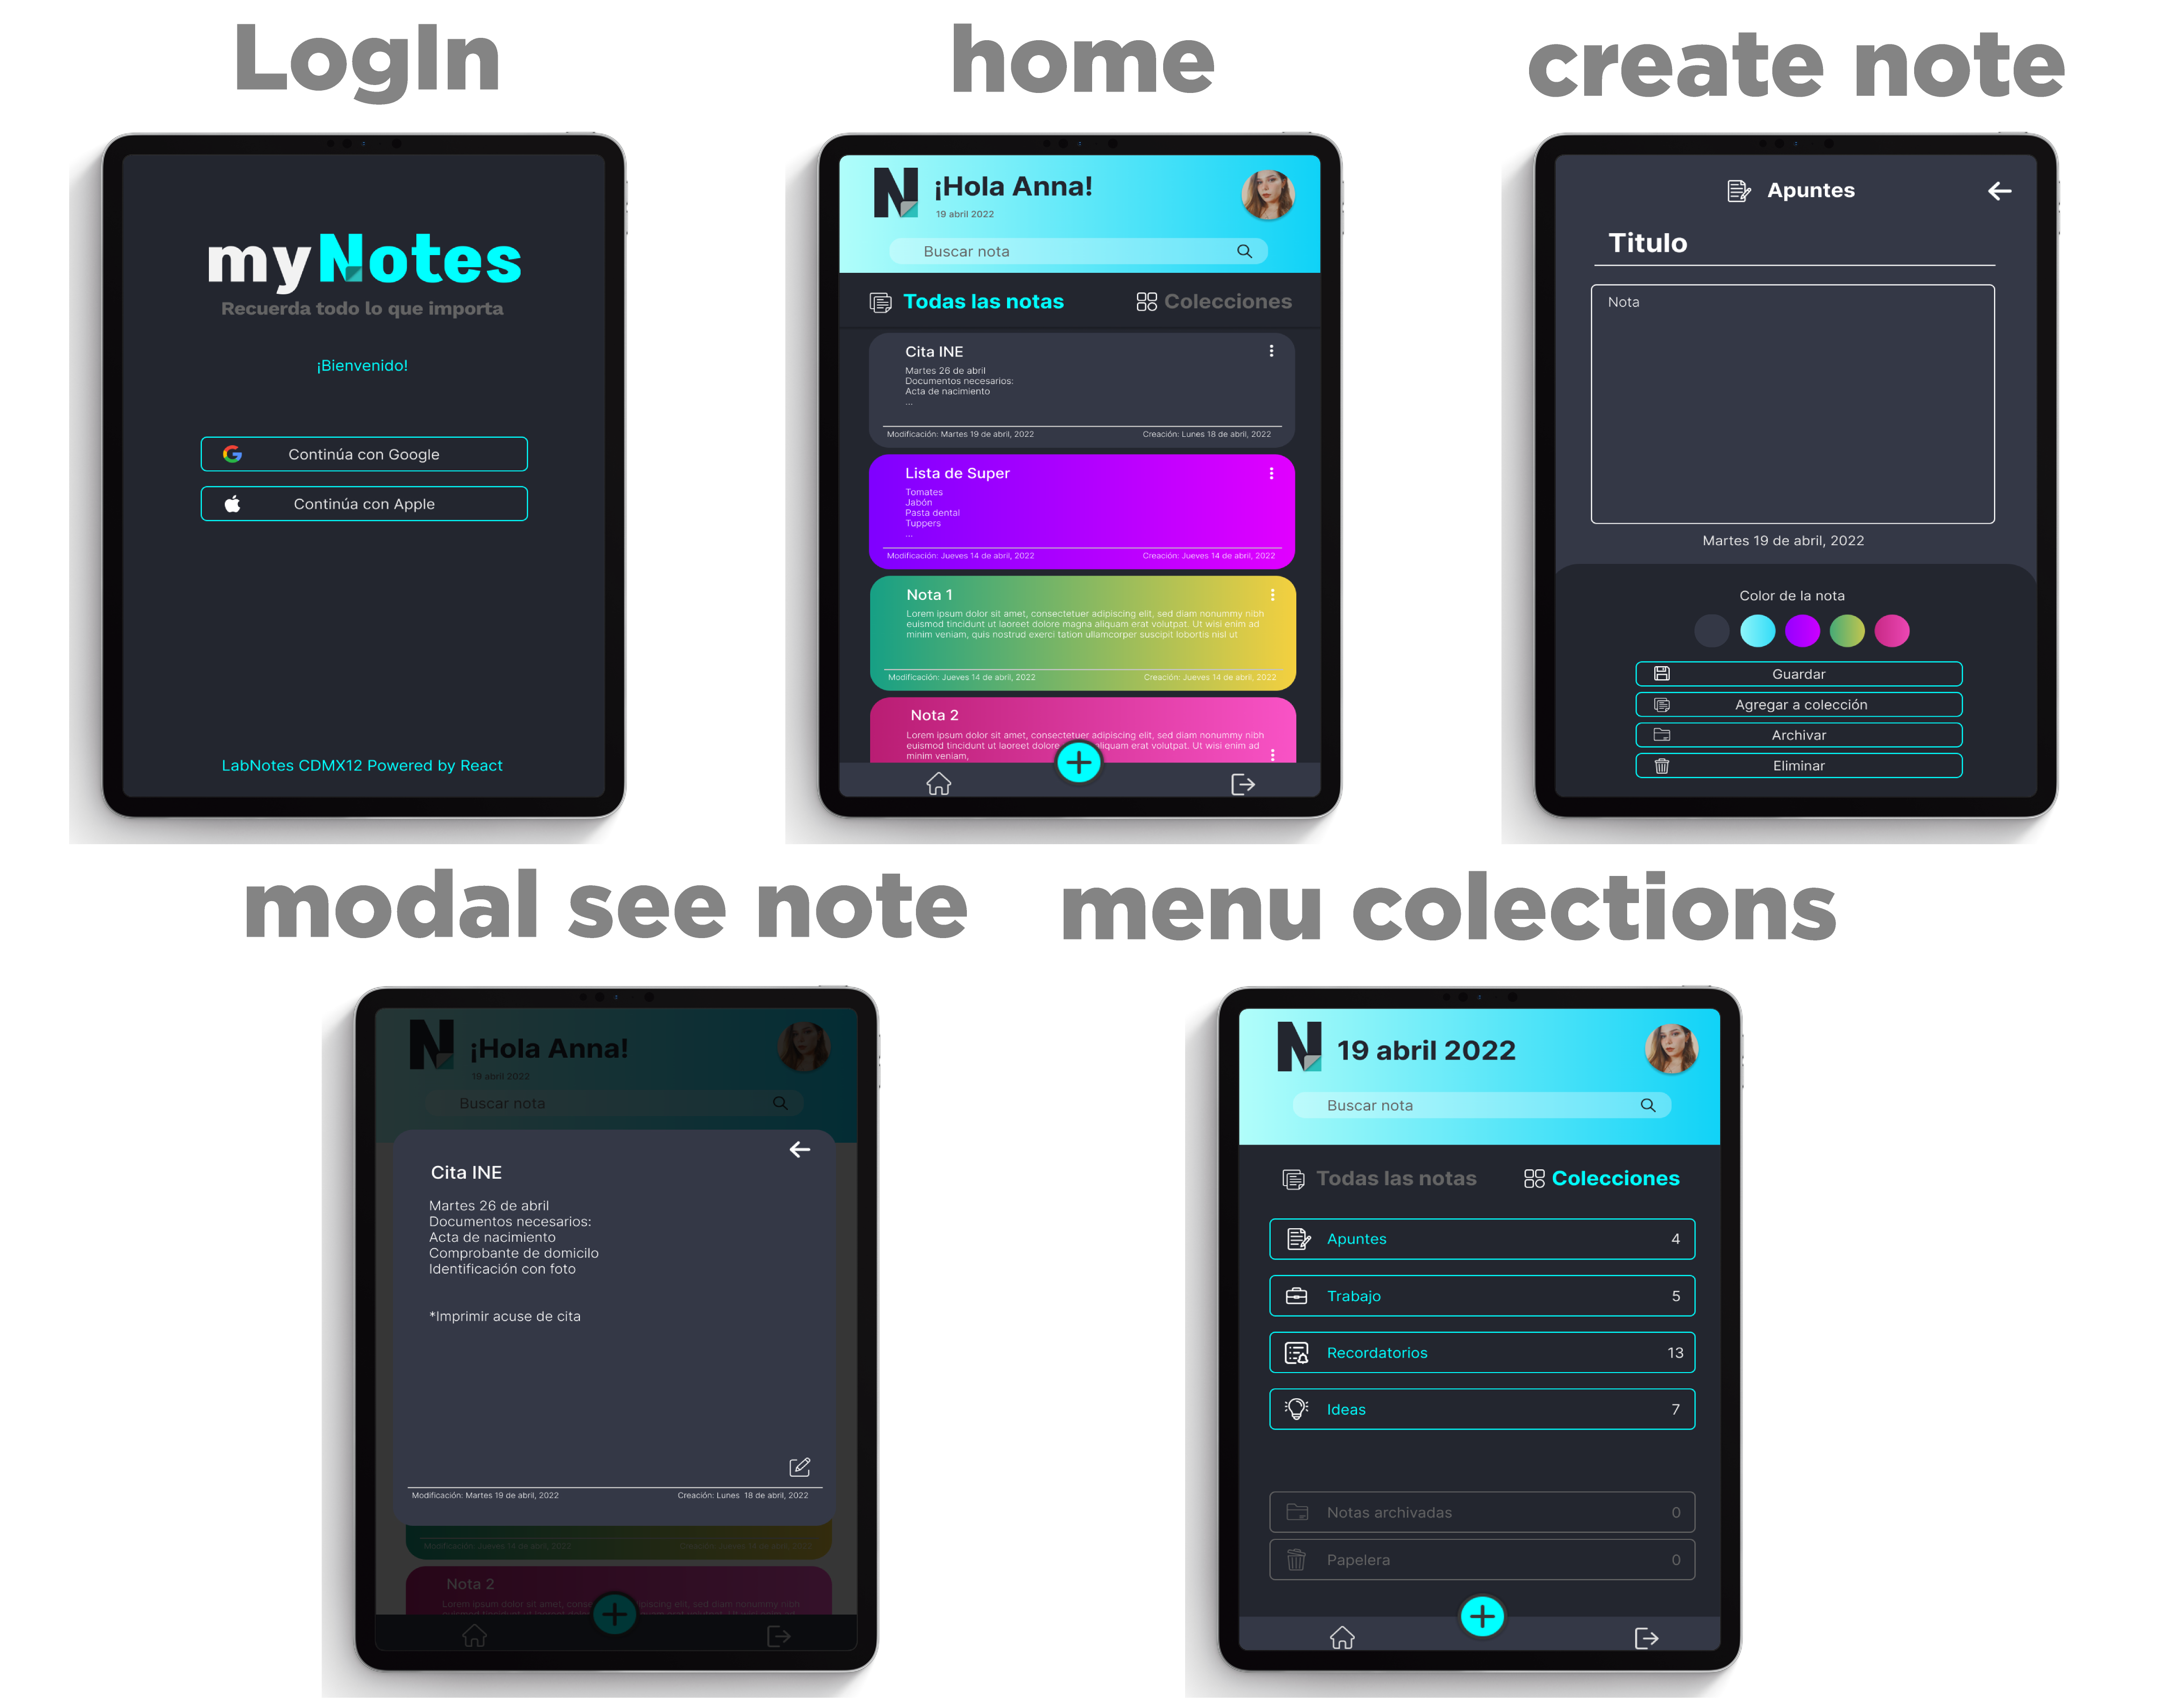 LogIn
home
create note
myNotes
Recuerda todo lo que importa
¡Bienvenido!
Continúa con Google
Continúa con Apple
LabNotes CDMX12 Powered by React
¡Hola Anna!
19 abril 2022
Buscar nota
Todas las notas
Colecciones
Cita INE
Martes 26 de abril
Documentos necesarios:
Acta de nacimiento
...
Modificación: Martes 19 de abril, 2022
Creación: Lunes 18 de abril, 2022
Lista de Super
Tomates
Jabón
Pasta dental
Tuppers
...
Modificación: Jueves 14 de abril, 2022
Creación: Jueves 14 de abril, 2022
Nota 1
Lorem ipsum dolor sit amet, consectetuer adipiscing elit, sed diam nonummy nibh
euismod tincidunt ut laoreet dolore magna aliquam erat volutpat. Ut wisi enim ad
minim veniam, quis nostrud exerci tation ullamcorper suscipit lobortis nisl ut
Modificación: Jueves 14 de abril, 2022
Creación: Jueves 14 de abril, 2022
Nota 2
Lorem ipsum dolor sit amet, consectetuer adipiscing elit, sed diam nonummy nibh
euismod tincidunt ut laoreet dolore aliquam erat volutpat. Ut wisi enim ad
minim veniam,
Apuntes
Titulo
Nota
Martes 19 de abril, 2022
Color de la nota
Guardar
Agregar a colección
Archivar
Eliminar
modal see note
menu colections
N ¡Hola Anna!
19 abril 2022
Buscar nota
Cita INE
Martes 26 de abril
Documentos necesarios:
Acta de nacimiento
Comprobante de domicilo
Identificación con foto
*Imprimir acuse de cita
Modificación: Martes 19 de abril, 2022
Creación: Lunes 18 de abril, 2022
Modificación: Jueves 14 de abril, 2022
Creación: Jueves 14 de abril, 2022
Nota 2
Lorem ipsum dolor sit amet, adipiscing elit, sed diam nonummy nibh
N 19 abril 2022
Buscar nota
Todas las notas
Colecciones
Apuntes 4
Trabajo 5
Recordatorios 13
Ideas 7
Notas archivadas 0
Papelera 0